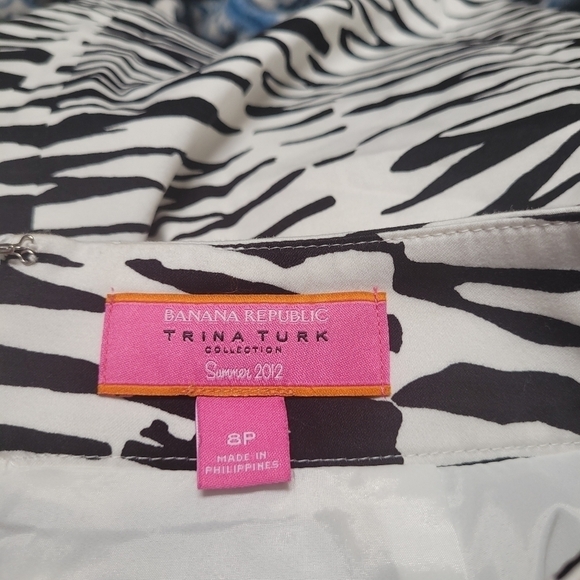 BANANA REPUBLIC
TRINA TURK
COLLECTION
Summer 2012
8P
MADE IN
PHILIPPINES